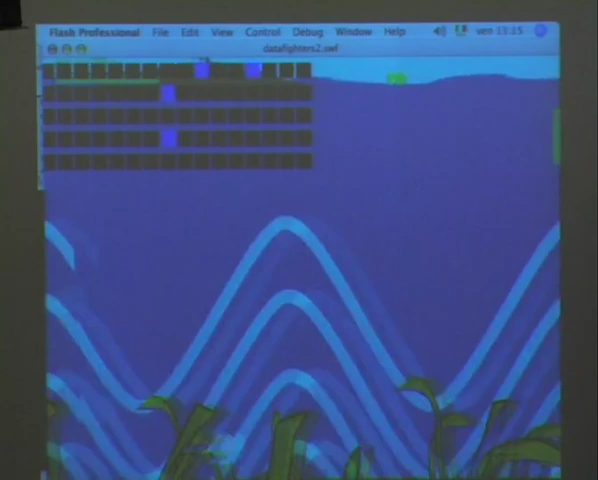 Flash Professional File Edit View Control Debug Window Help ven 13:15
datafighters2.swf